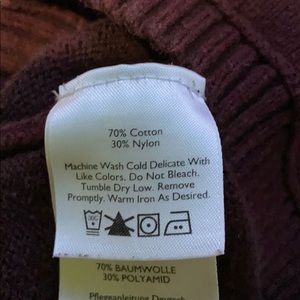 70% Cotton
30% Nylon
Machine Wash Cold Delicate With
Like Colors. Do Not Bleach.
Tumble Dry Low. Remove
Promptly. Warm Iron As Desired.
70% BAUMWOLLE
30% POLYAMID
Pflegeanleitung Deutsch